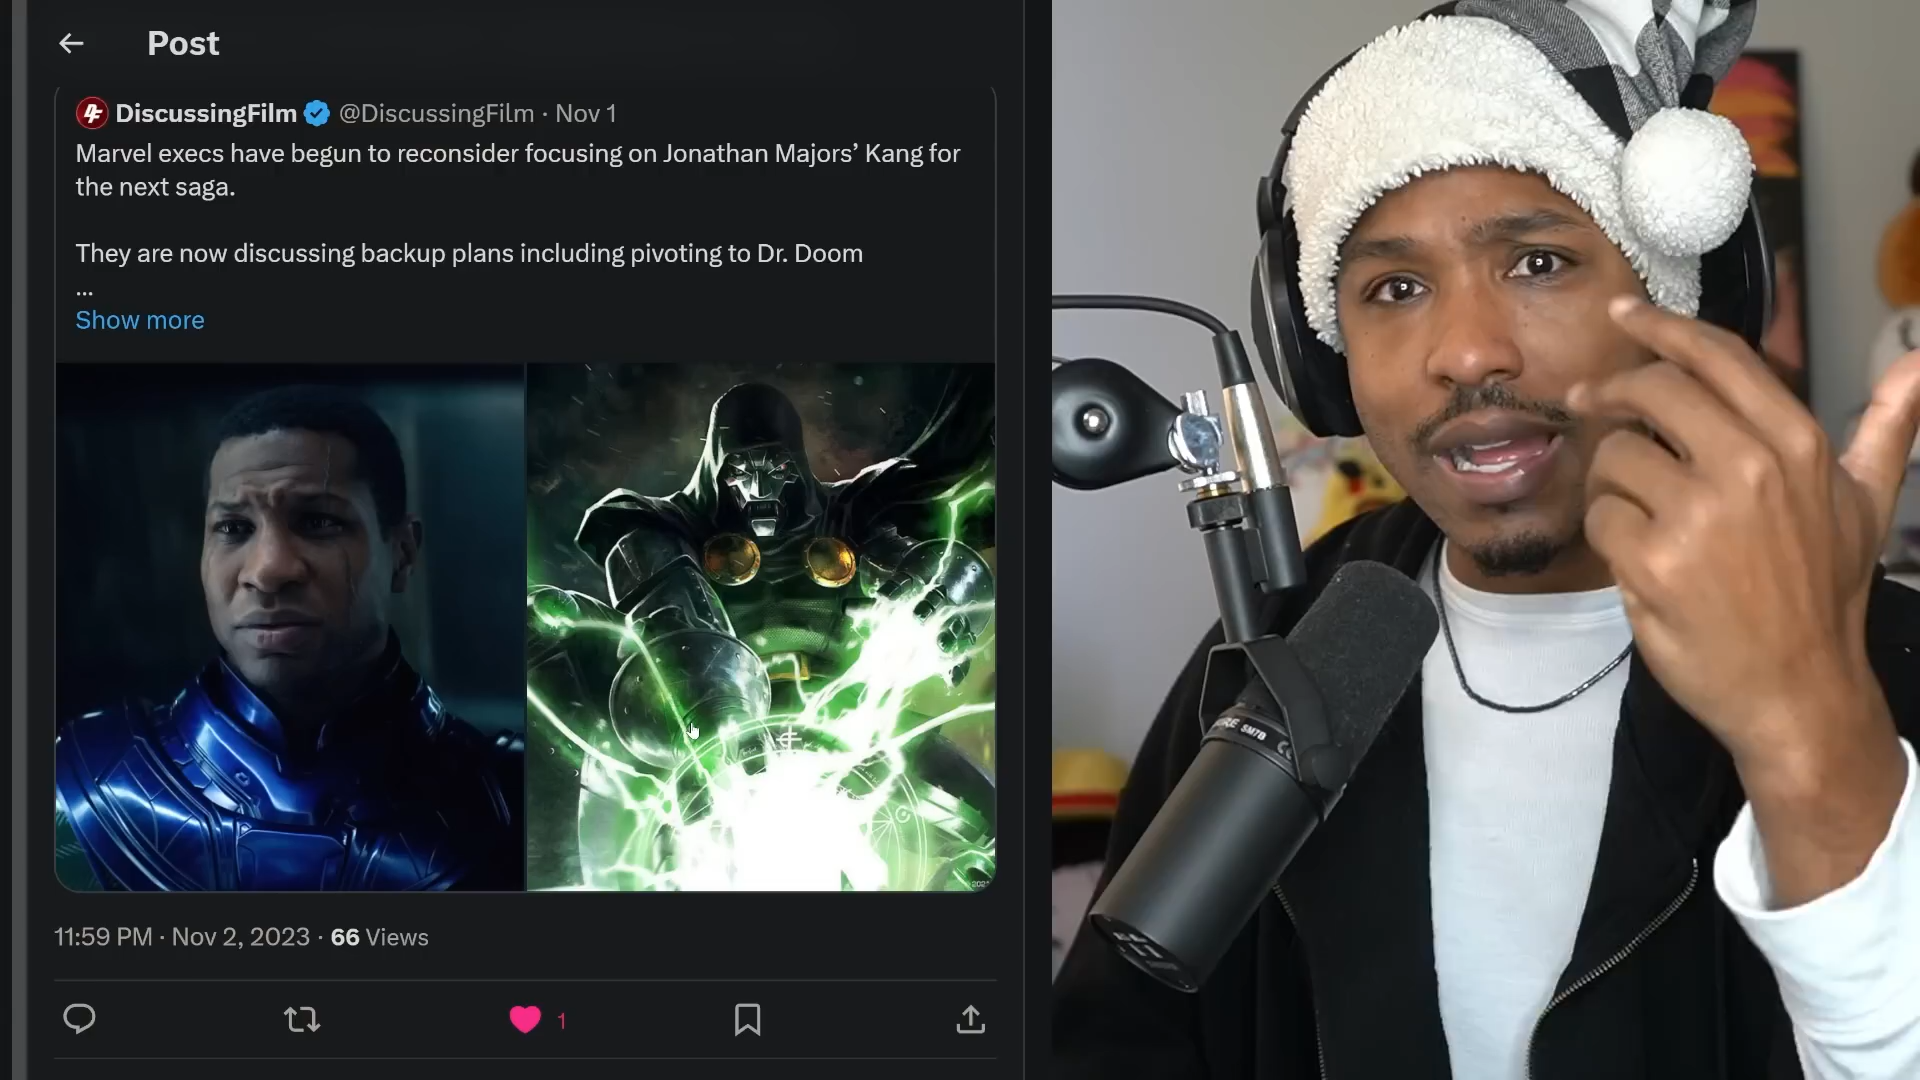 Post
DiscussingFilm @DiscussingFilm · Nov 1
Marvel execs have begun to reconsider focusing on Jonathan Majors’ Kang for
the next saga.
They are now discussing backup plans including pivoting to Dr. Doom
...
Show more
11:59 PM · Nov 2, 2023 · 66 Views
1
SM7B